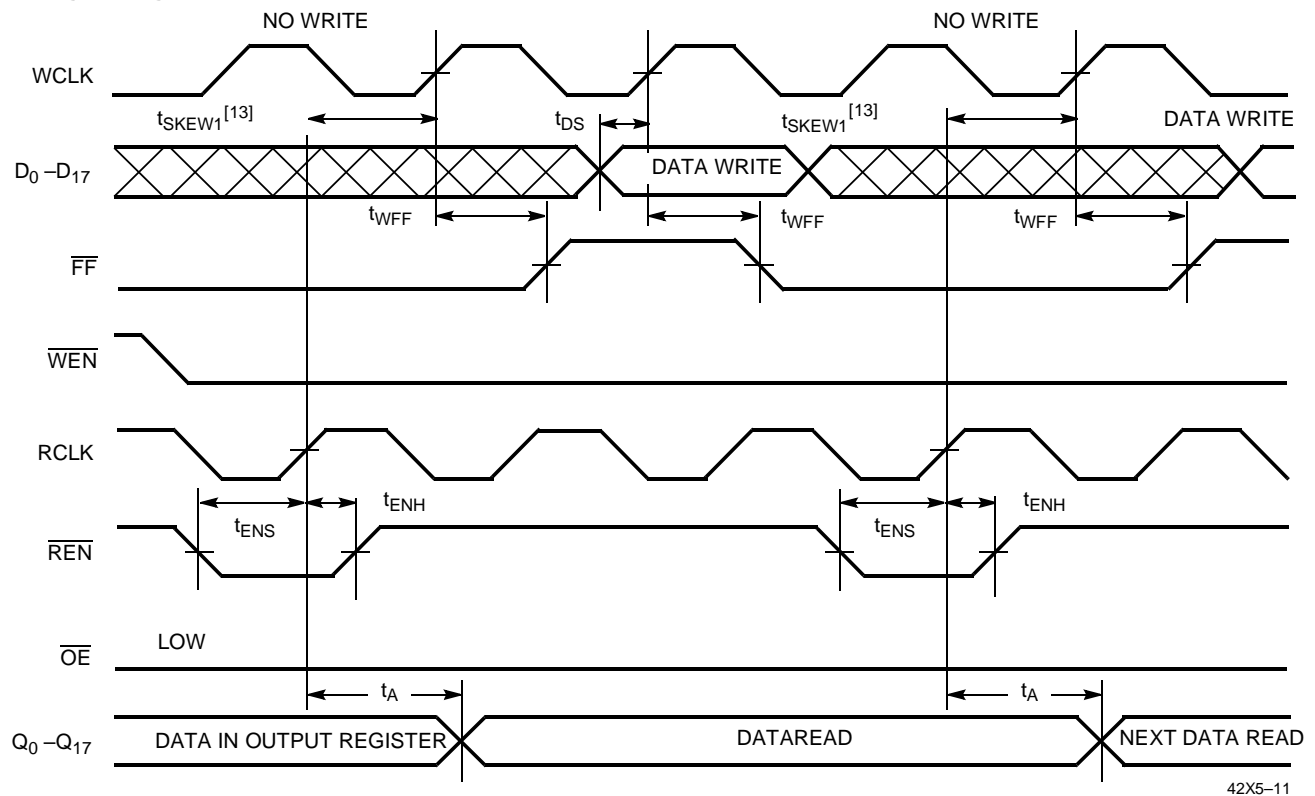 NO WRITE NO WRITE
WCLK
tSKEW1[13] tDS tSKEW1[13] DATA WRITE
D0 –D17 DATA WRITE
tWFF tWFF tWFF
FF
WEN
RCLK
tENS tENH tENS tENH
REN
LOW
OE
tA tA
Q0 –Q17 DATA IN OUTPUT REGISTER DATAREAD NEXT DATA READ
42X5–11